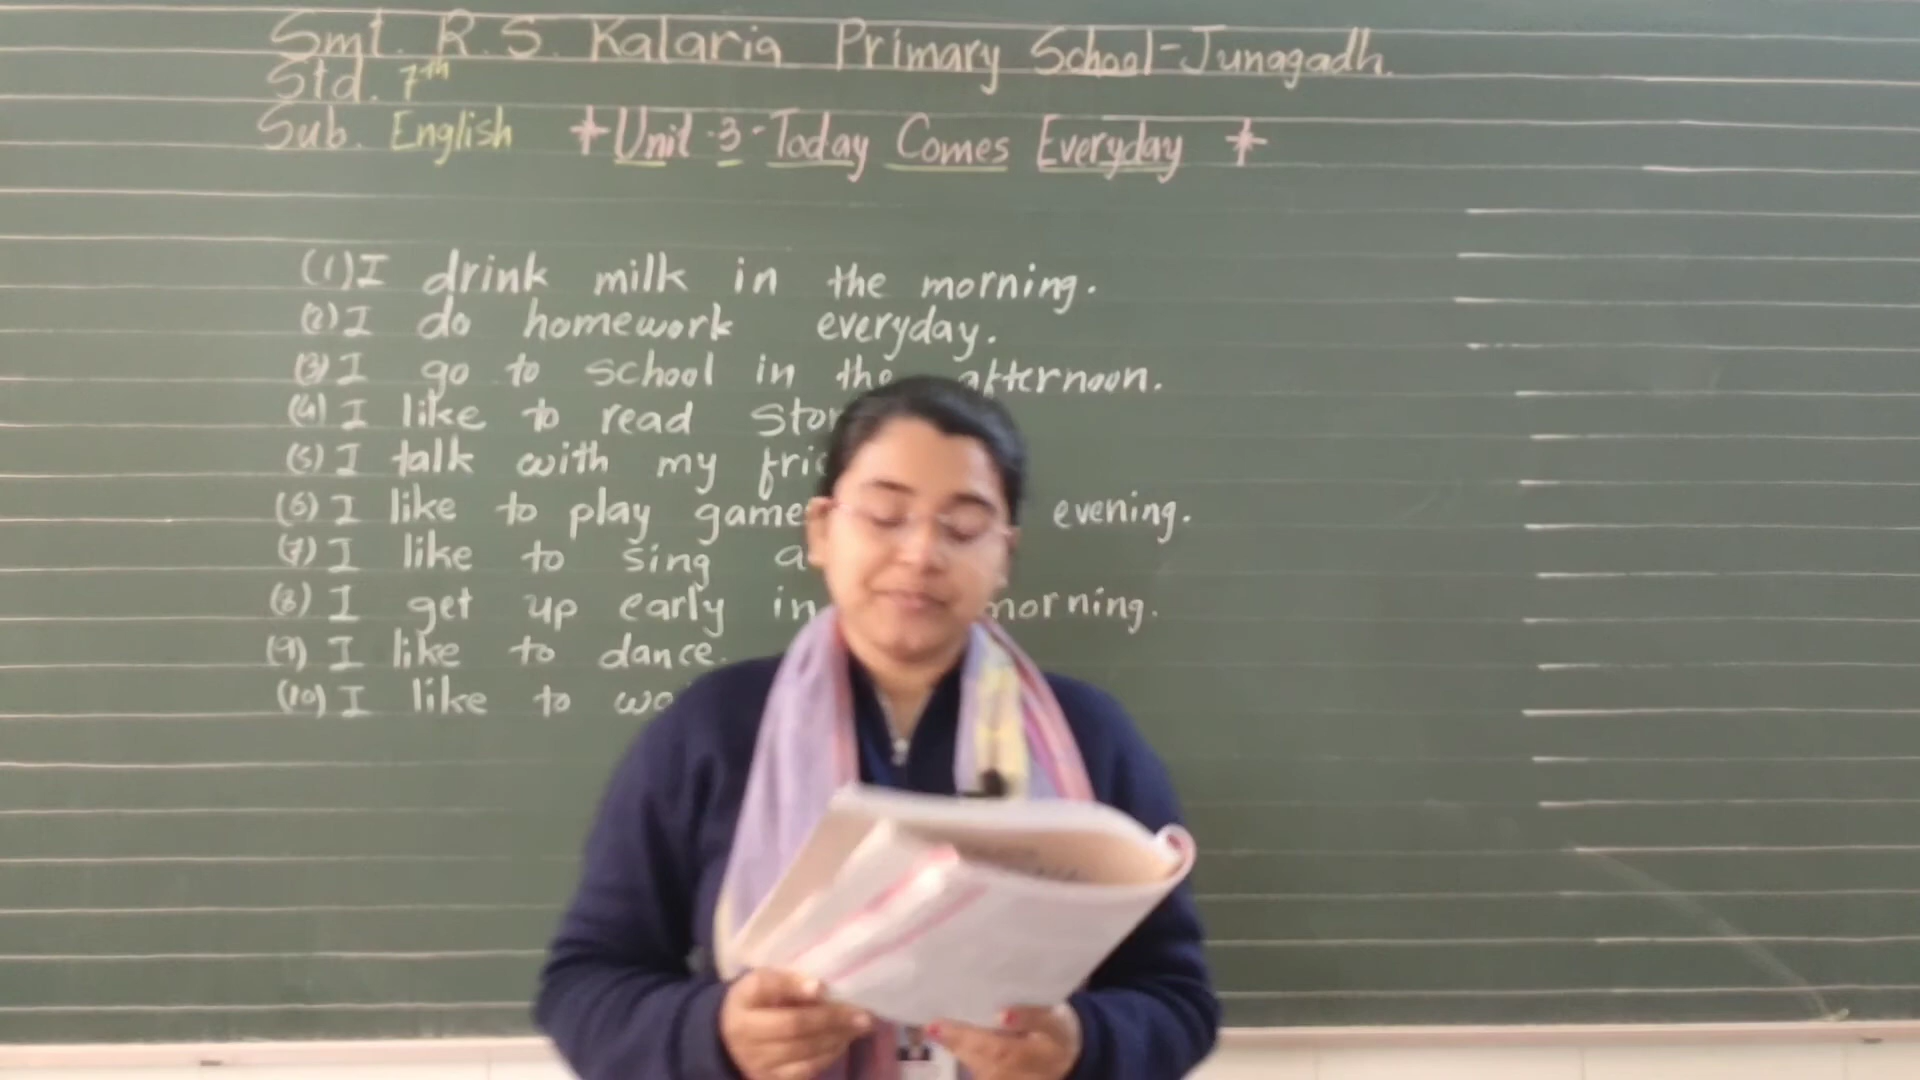 Smt. R.S. Kalaria Primary School-Junagadh.
Std. 7th
Sub. English + Unit-3-Today Comes Everyday +
(1) I drink milk in the morning.
(2) I do homework everyday.
(3) I go to school in the afternoon.
(4) I like to read
(5) I talk with my
(6) I like to play evening.
(7) I like to sing
(8) I get up early in morning.
(9) I like to dance.
(10) I like to